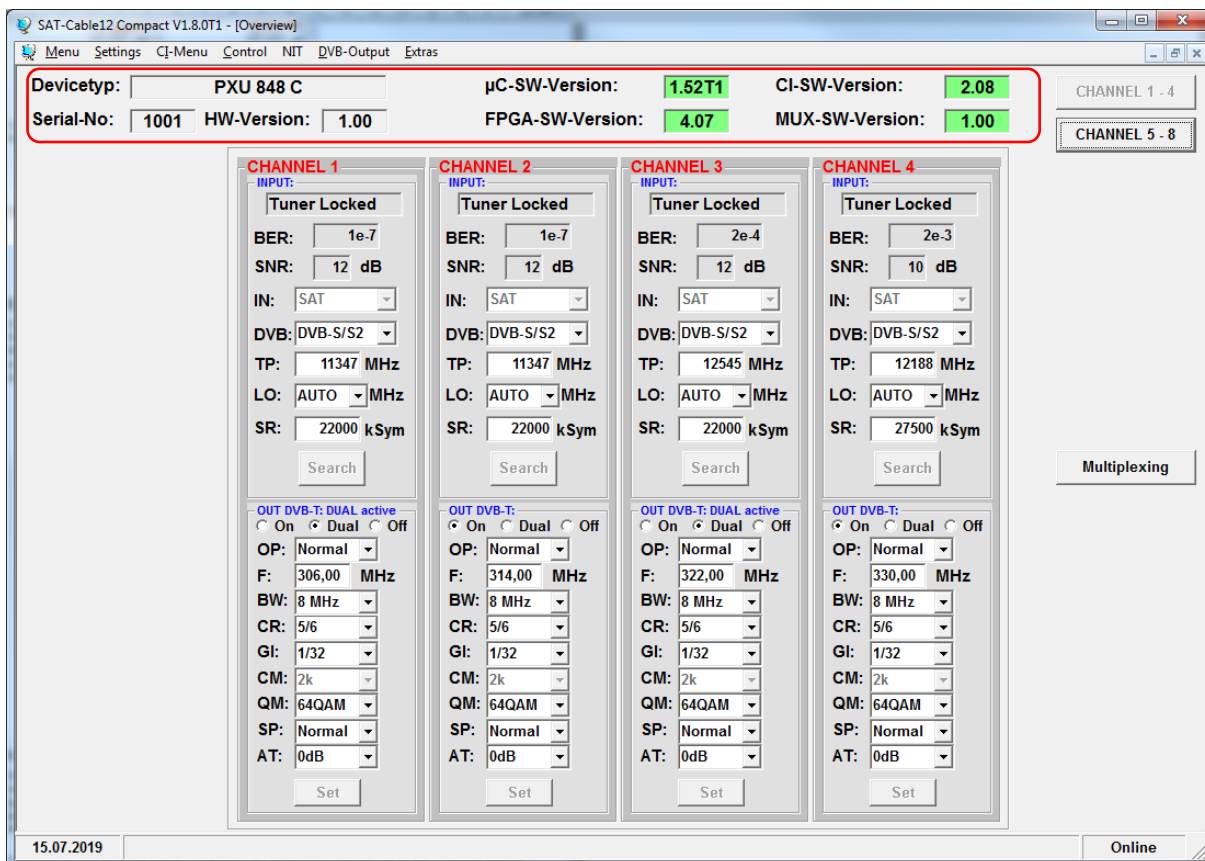 SAT-Cable12 Compact V1.8.0T1 - [Overview]
Menu Settings CI-Menu Control NIT DVB-Output Extras
Devicetyp: PXU 848 C µC-SW-Version: 1.52T1 CI-SW-Version: 2.08 CHANNEL 1 - 4
Serial-No: 1001 HW-Version: 1.00 FPGA-SW-Version: 4.07 MUX-SW-Version: 1.00 CHANNEL 5 - 8
CHANNEL 1 CHANNEL 2 CHANNEL 3 CHANNEL 4
INPUT: INPUT: INPUT: INPUT:
Tuner Locked Tuner Locked Tuner Locked Tuner Locked
BER: 1e-7 BER: 1e-7 BER: 2e-4 BER: 2e-3
SNR: 12 dB SNR: 12 dB SNR: 12 dB SNR: 10 dB
IN: SAT IN: SAT IN: SAT IN: SAT
DVB: DVB-S/S2 DVB: DVB-S/S2 DVB: DVB-S/S2 DVB: DVB-S/S2
TP: 11347 MHz TP: 11347 MHz TP: 12545 MHz TP: 12188 MHz
LO: AUTO MHz LO: AUTO MHz LO: AUTO MHz LO: AUTO MHz
SR: 22000 kSym SR: 22000 kSym SR: 22000 kSym SR: 27500 kSym
Search Search Search Search Multiplexing
OUT DVB-T: DUAL active OUT DVB-T: OUT DVB-T: DUAL active OUT DVB-T:
On Dual Off On Dual Off On Dual Off On Dual Off
OP: Normal OP: Normal OP: Normal OP: Normal
F: 306,00 MHz F: 314,00 MHz F: 322,00 MHz F: 330,00 MHz
BW: 8 MHz BW: 8 MHz BW: 8 MHz BW: 8 MHz
CR: 5/6 CR: 5/6 CR: 5/6 CR: 5/6
GI: 1/32 GI: 1/32 GI: 1/32 GI: 1/32
CM: 2k CM: 2k CM: 2k CM: 2k
QM: 64QAM QM: 64QAM QM: 64QAM QM: 64QAM
SP: Normal SP: Normal SP: Normal SP: Normal
AT: 0dB AT: 0dB AT: 0dB AT: 0dB
Set Set Set Set
15.07.2019 Online